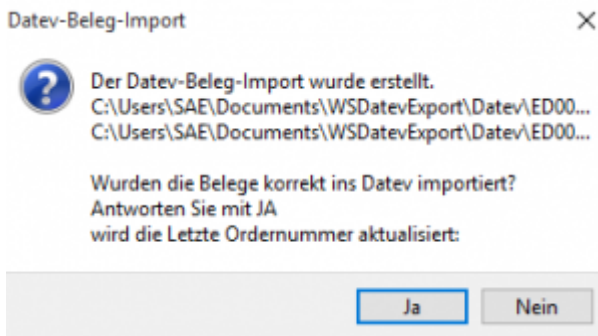 Datev-Beleg-Import
Der Datev-Beleg-Import wurde erstellt.
C:\Users\SAE\Documents\WSDatevExport\Datev\ED00...
C:\Users\SAE\Documents\WSDatevExport\Datev\ED00...
Wurden die Belege korrekt ins Datev importiert?
Antworten Sie mit JA
wird die Letzte Ordernummer aktualisiert:
Ja
Nein